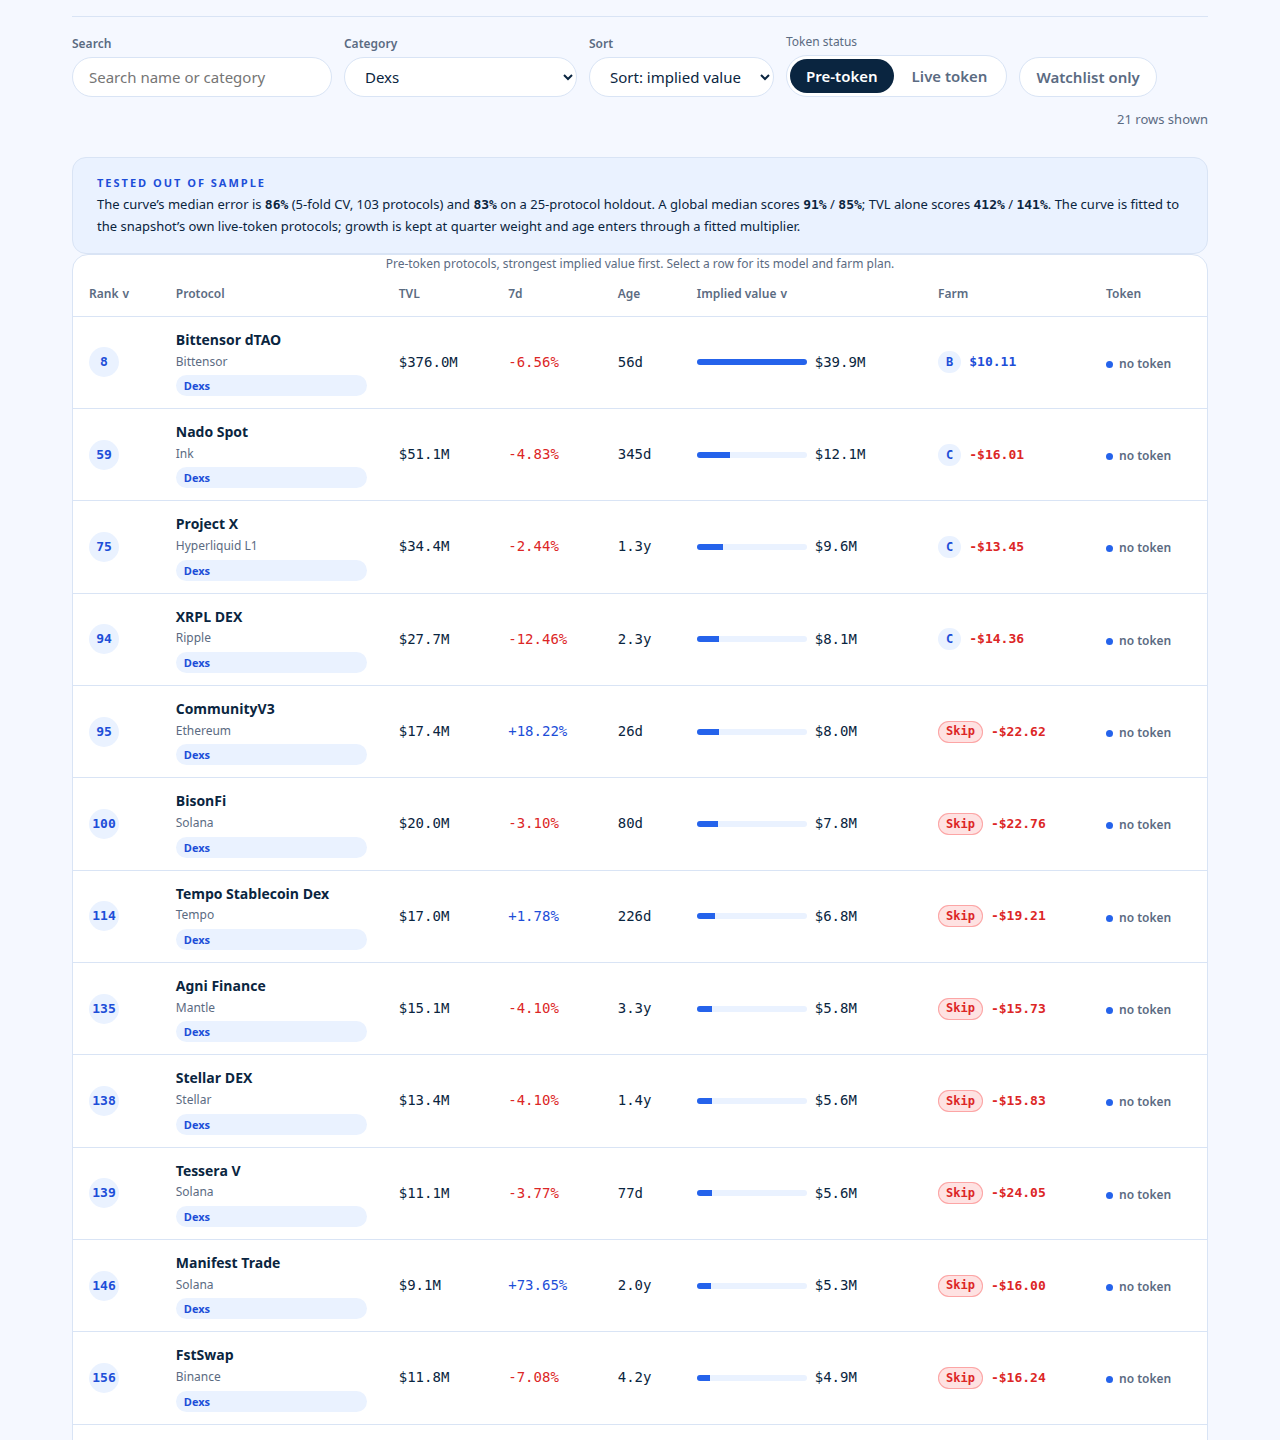 Search
Category
Sort
Token status
Search name or category
Dexs
Sort: implied value
Pre-token
Live token
Watchlist only
21 rows shown
TESTED OUT OF SAMPLE
The curve’s median error is 86% (5-fold CV, 103 protocols) and 83% on a 25-protocol holdout. A global median scores 91% / 85%; TVL alone scores 412% / 141%. The curve is fitted to
the snapshot’s own live-token protocols; growth is kept at quarter weight and age enters through a fitted multiplier.
Pre-token protocols, strongest implied value first. Select a row for its model and farm plan.
Rank v Protocol TVL 7d Age Implied value v Farm Token
Bittensor dTAO
8 Bittensor $376.0M -6.56% 56d $39.9M B $10.11 no token
Dexs
Nado Spot
59 Ink $51.1M -4.83% 345d $12.1M C -$16.01 no token
Dexs
Project X
75 Hyperliquid L1 $34.4M -2.44% 1.3y $9.6M C -$13.45 no token
Dexs
XRPL DEX
94 Ripple $27.7M -12.46% 2.3y $8.1M C -$14.36 no token
Dexs
CommunityV3
95 Ethereum $17.4M +18.22% 26d $8.0M Skip -$22.62 no token
Dexs
BisonFi
100 Solana $20.0M -3.10% 80d $7.8M Skip -$22.76 no token
Dexs
Tempo Stablecoin Dex
114 Tempo $17.0M +1.78% 226d $6.8M Skip -$19.21 no token
Dexs
Agni Finance
135 Mantle $15.1M -4.10% 3.3y $5.8M Skip -$15.73 no token
Dexs
Stellar DEX
138 Stellar $13.4M -4.10% 1.4y $5.6M Skip -$15.83 no token
Dexs
Tessera V
139 Solana $11.1M -3.77% 77d $5.6M Skip -$24.05 no token
Dexs
Manifest Trade
146 Solana $9.1M +73.65% 2.0y $5.3M Skip -$16.00 no token
Dexs
FstSwap
156 Binance $11.8M -7.08% 4.2y $4.9M Skip -$16.24 no token
Dexs